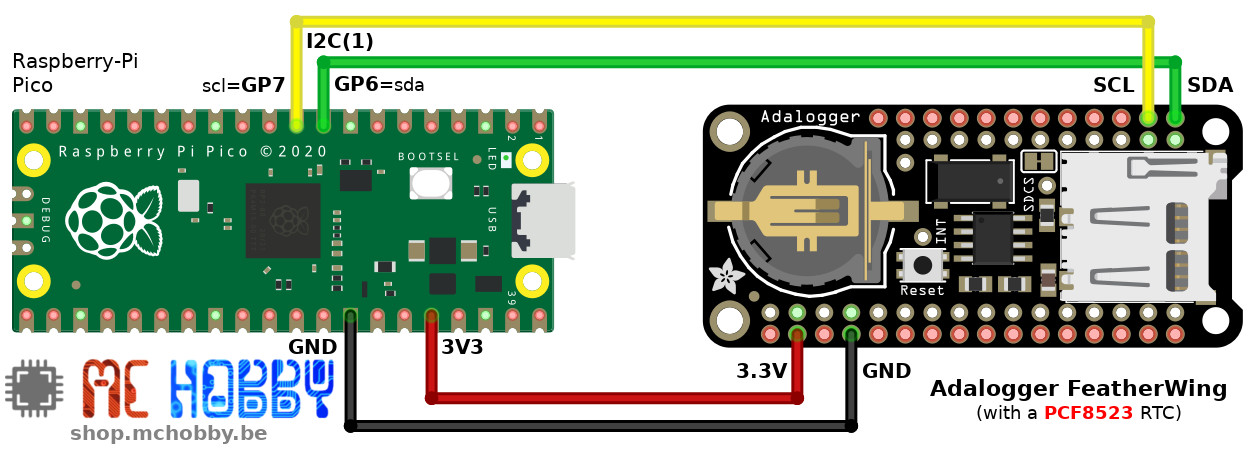 I2C(1)
Raspberry-Pi
Pico
scl=GP7
GP6=sda
SCL
SDA
Adalogger
Raspberry Pi Pico ©2020
BOOTSEL
LED
2
1
DEBUG
USB
39
SDCS
INT
Reset
GND
3V3
3.3V
GND
MC HOBBY
shop.mchobby.be
Adalogger FeatherWing
(with a PCF8523 RTC)